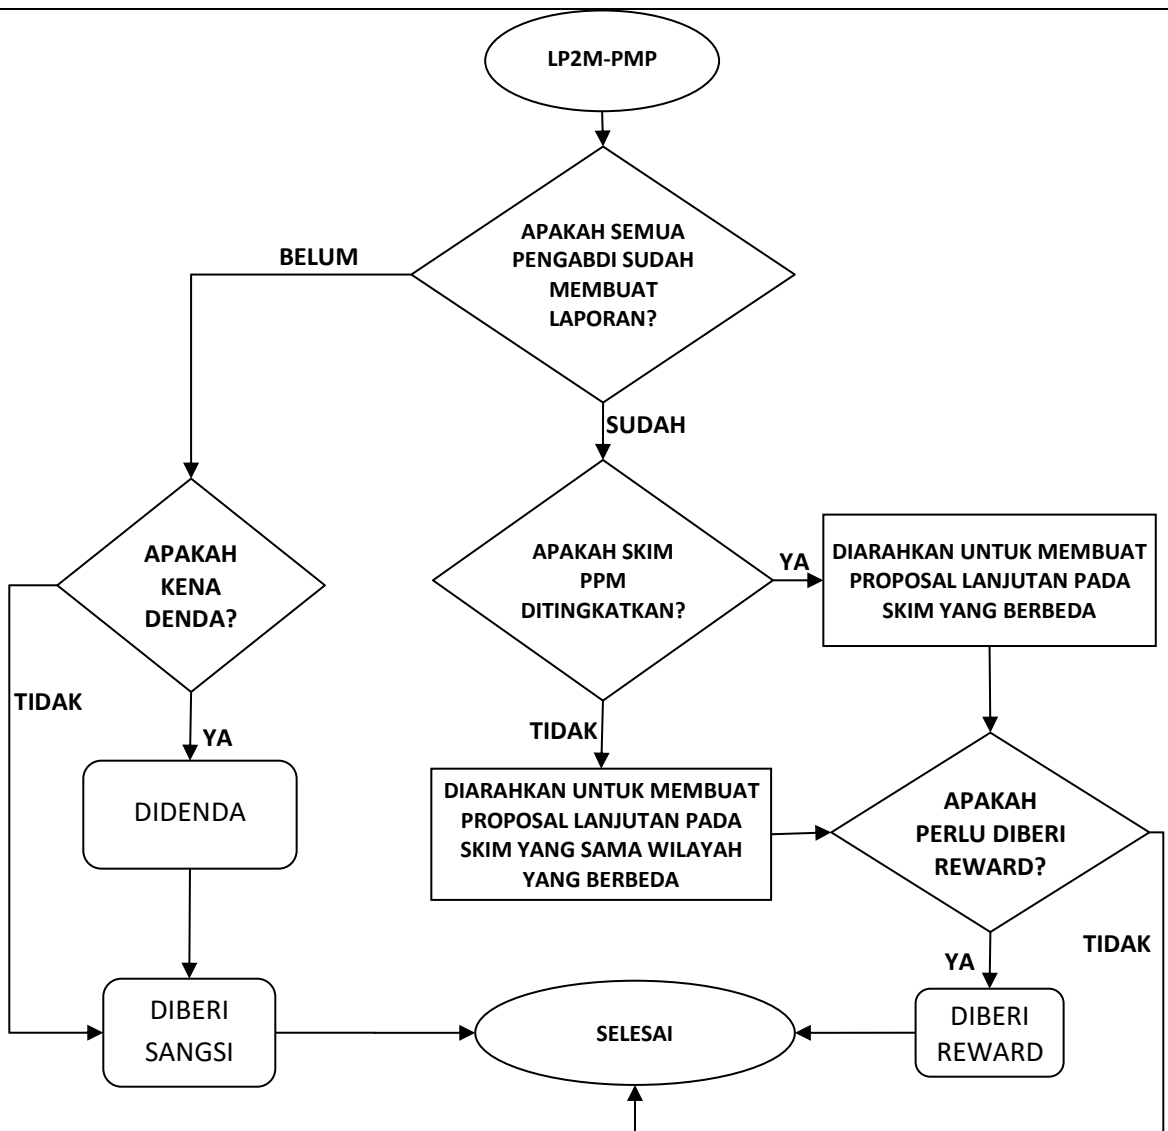 LP2M-PMP
APAKAH SEMUA
PENGABDI SUDAH
MEMBUAT
LAPORAN?
BELUM
SUDAH
APAKAH
KENA
DENDA?
APAKAH SKIM
PPM
DITINGKATKAN?
YA
DIARAHKAN UNTUK MEMBUAT
PROPOSAL LANJUTAN PADA
SKIM YANG BERBEDA
TIDAK
YA
TIDAK
DIDENDA
DIARAHKAN UNTUK MEMBUAT
PROPOSAL LANJUTAN PADA
SKIM YANG SAMA WILAYAH
YANG BERBEDA
APAKAH
PERLU DIBERI
REWARD?
TIDAK
YA
DIBERI
SANGSI
SELESAI
DIBERI
REWARD